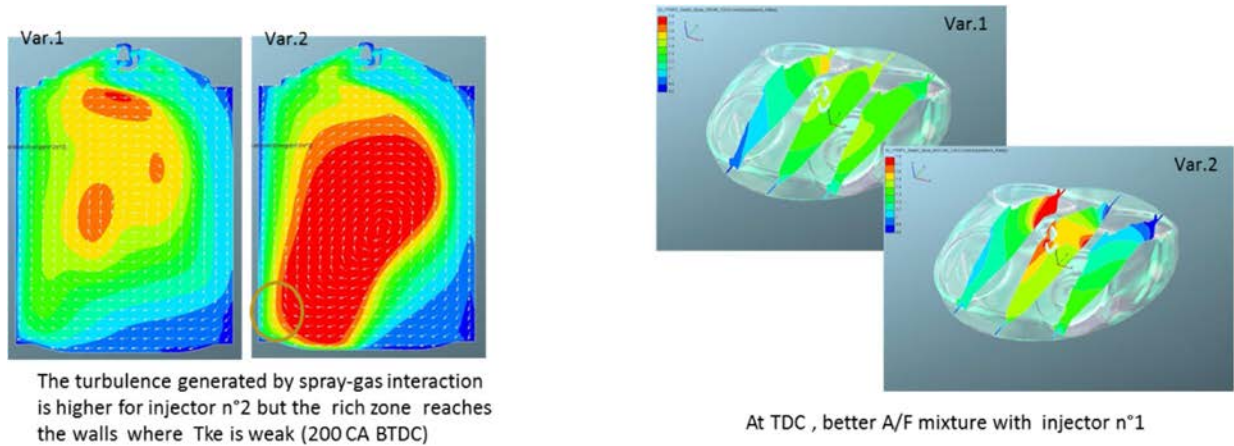 Var.1
Var.2
The turbulence generated by spray-gas interaction
is higher for injector n°2 but the rich zone reaches
the walls where Tke is weak (200 CA BTDC)
Var.1
Var.2
At TDC , better A/F mixture with injector n°1